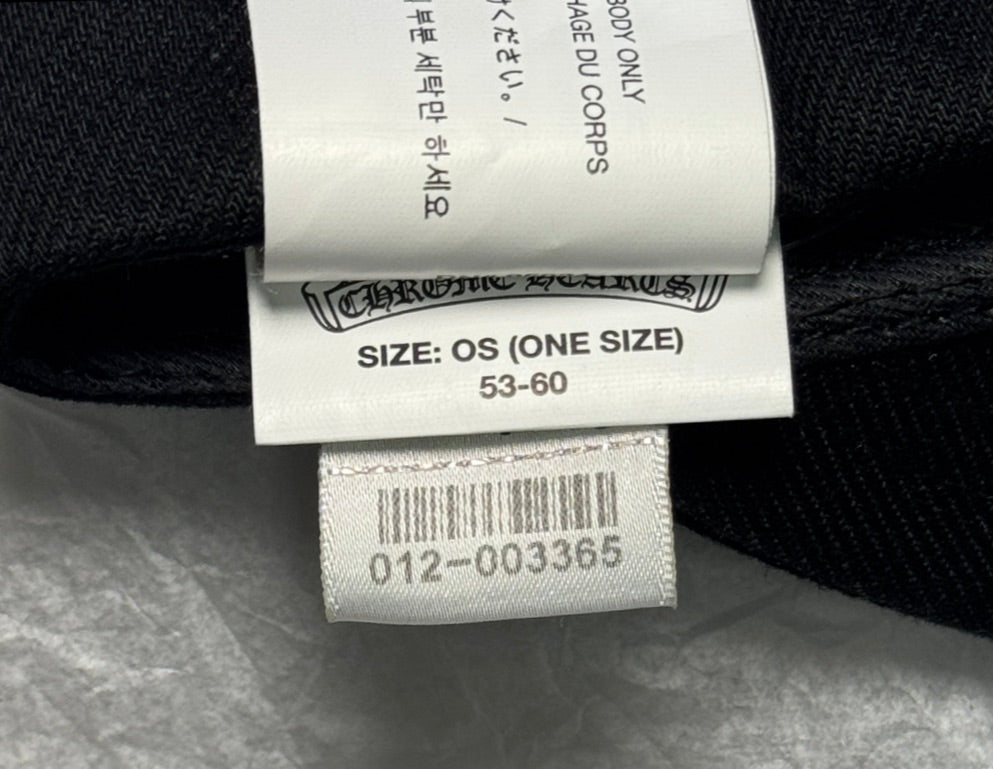 BODY ONLY
HAGE DU CORPS
ください。/
부분 세탁만 하세요
CHROME HEARTS
SIZE: OS (ONE SIZE)
53-60
012-003365